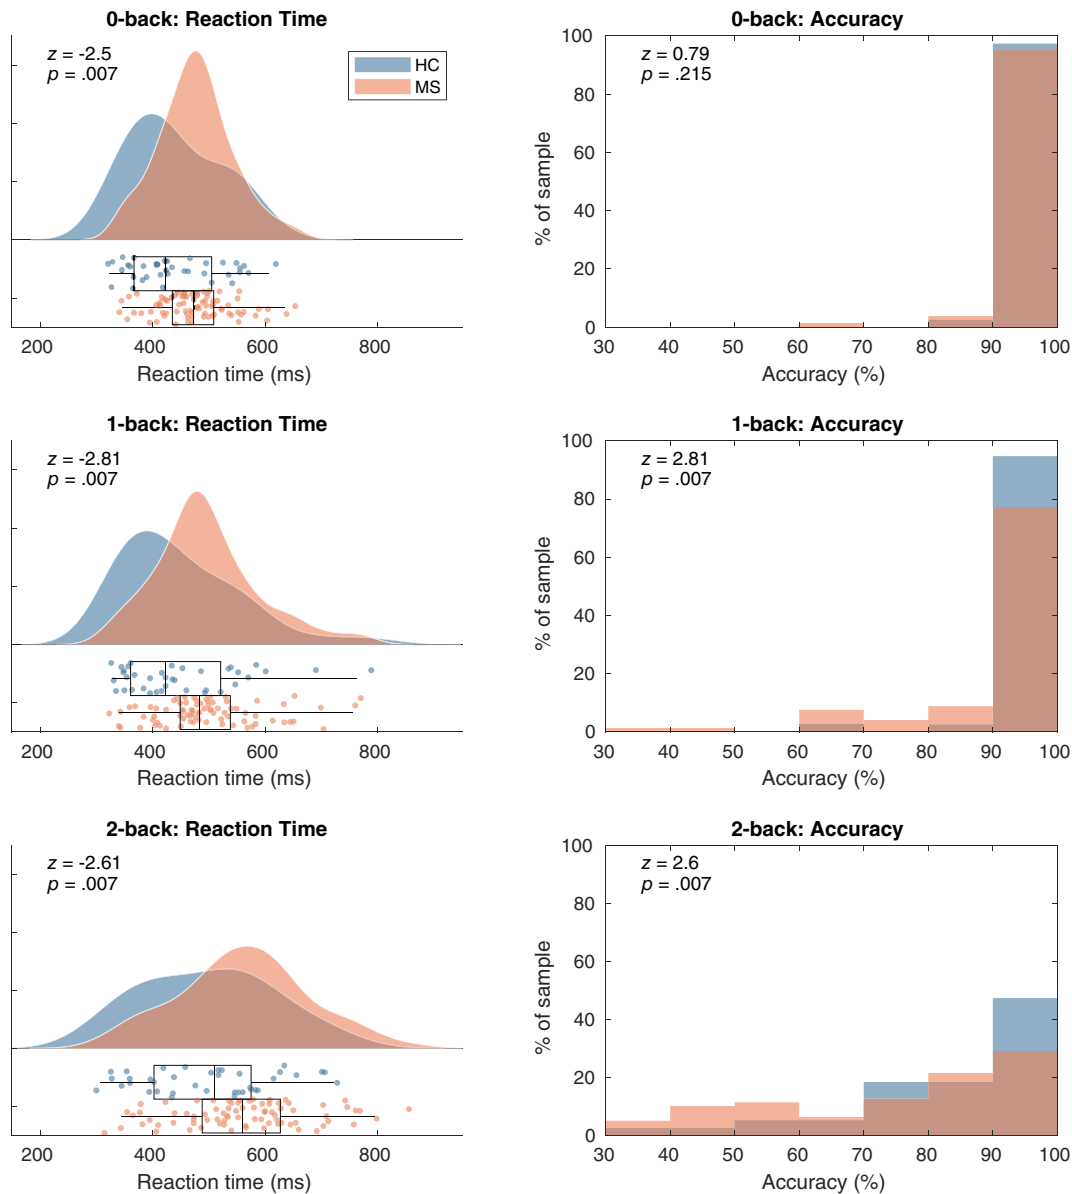 0-back: Reaction Time
z = -2.5
p = .007
HC
MS
200 400 600 800
Reaction time (ms)
0-back: Accuracy
z = 0.79
p = .215
% of sample
100
80
60
40
20
0
30 40 50 60 70 80 90 100
Accuracy (%)
1-back: Reaction Time
z = -2.81
p = .007
200 400 600 800
Reaction time (ms)
1-back: Accuracy
z = 2.81
p = .007
% of sample
100
80
60
40
20
0
30 40 50 60 70 80 90 100
Accuracy (%)
2-back: Reaction Time
z = -2.61
p = .007
200 400 600 800
Reaction time (ms)
2-back: Accuracy
z = 2.6
p = .007
% of sample
100
80
60
40
20
0
30 40 50 60 70 80 90 100
Accuracy (%)